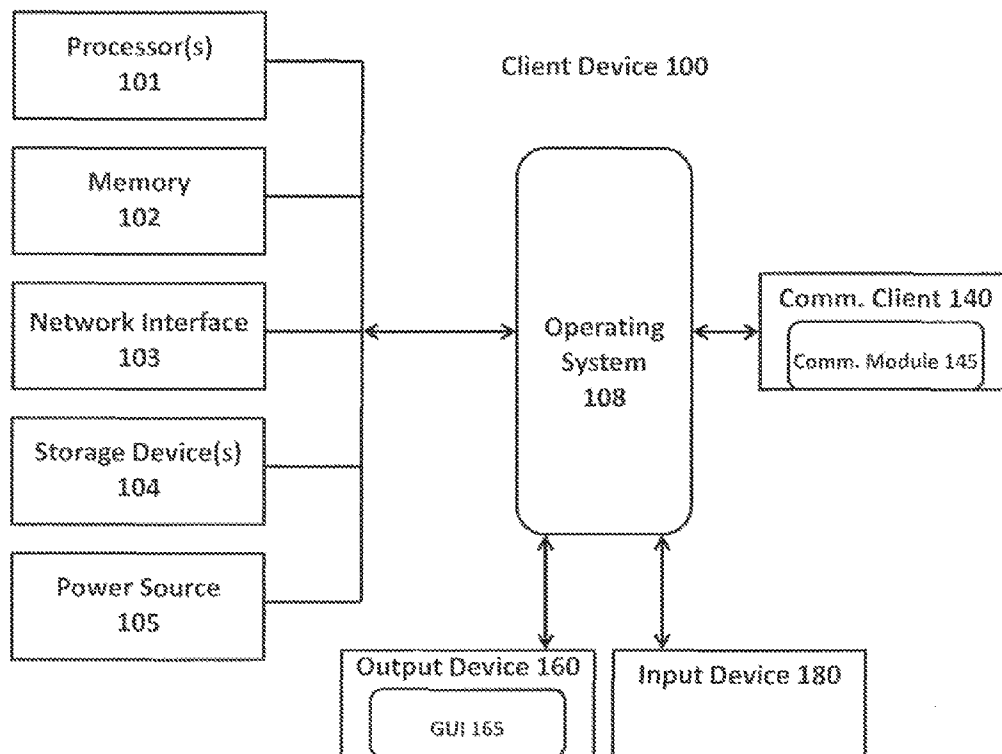 Processor(s)
101
Client Device 100
Memory
102
Network Interface
103
Operating
System
108
Comm. Client 140
Comm. Module 145
Storage Device(s)
104
Power Source
105
Output Device 160
GUI 165
Input Device 180